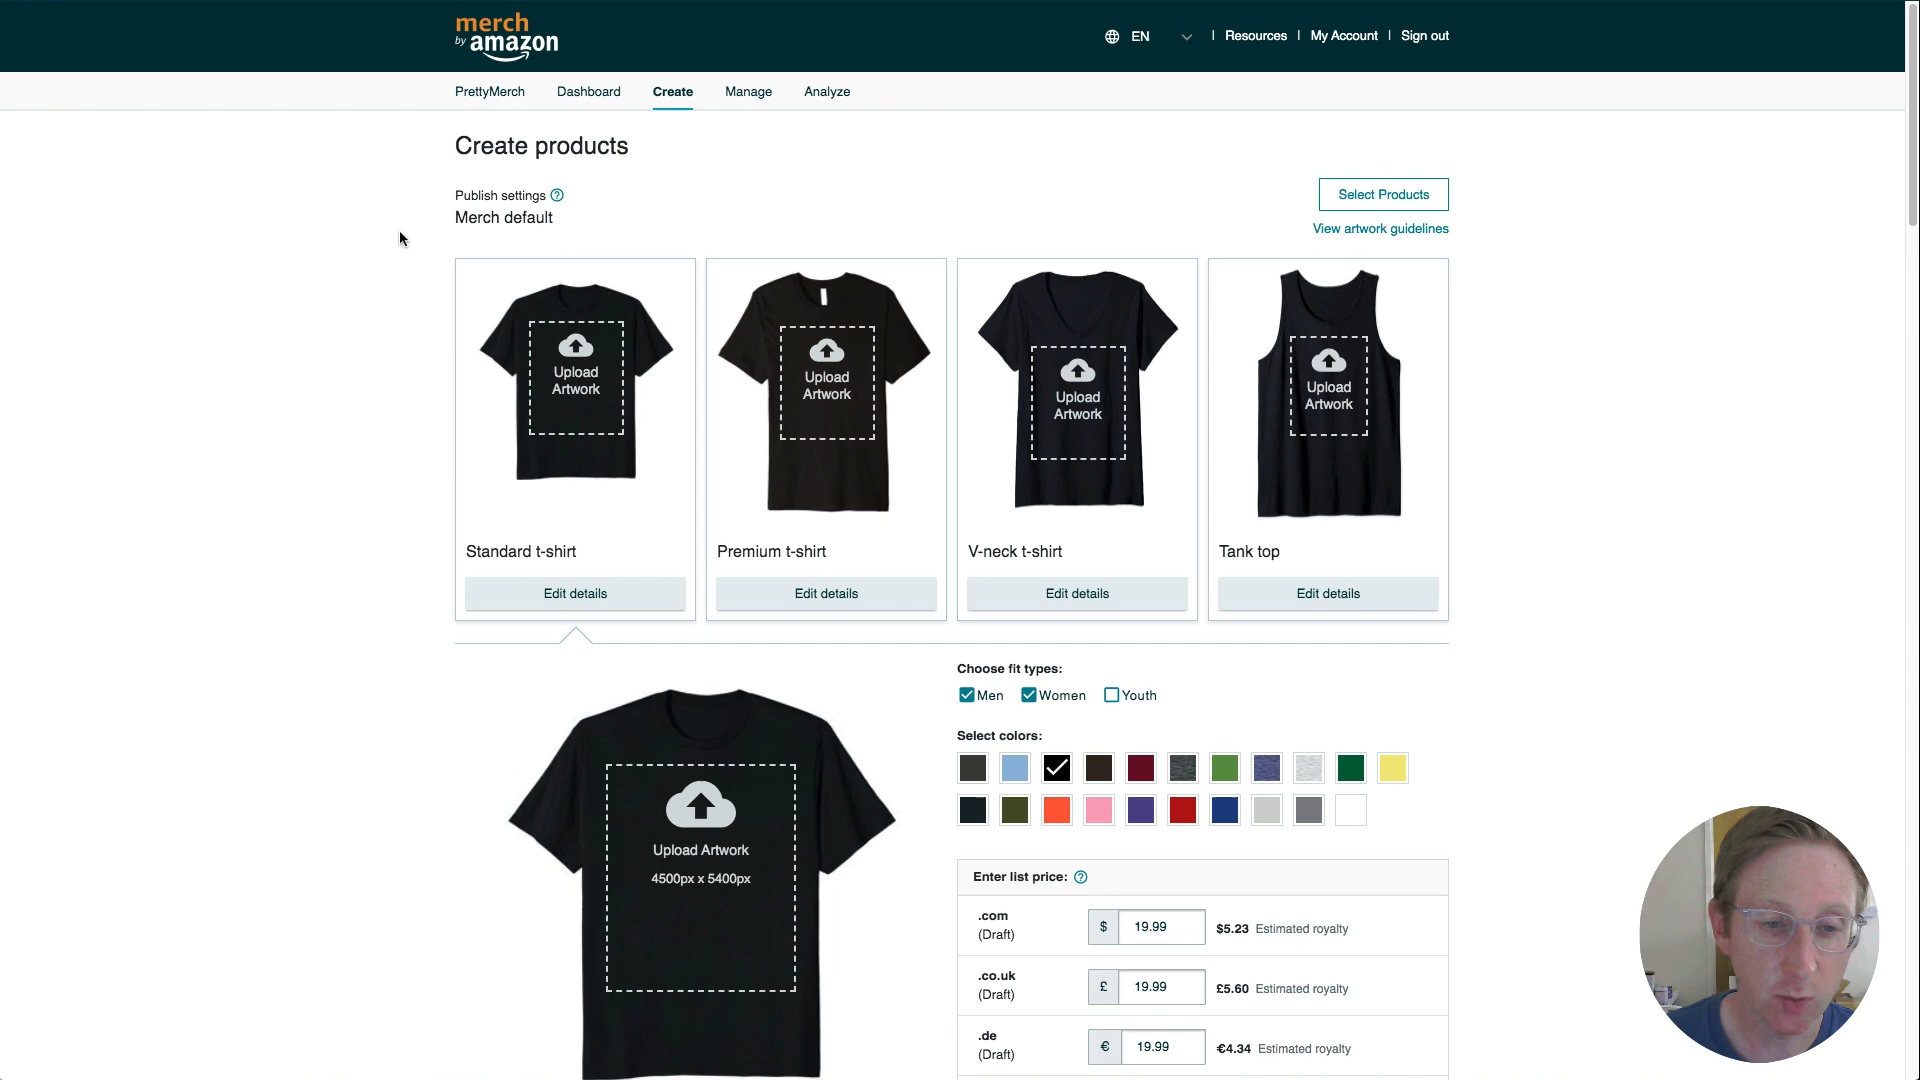 merch
by amazon
EN | Resources | My Account | Sign out
PrettyMerch Dashboard Create Manage Analyze
Create products
Publish settings ?
Merch default
Select Products
View artwork guidelines
Upload
Artwork
Upload
Artwork
Upload
Artwork
Upload
Artwork
Standard t-shirt
Premium t-shirt
V-neck t-shirt
Tank top
Edit details
Edit details
Edit details
Edit details
Upload Artwork
4500px x 5400px
Choose fit types:
Men Women Youth
Select colors:
Enter list price: ?
.com
(Draft)
$ 19.99 $5.23 Estimated royalty
.co.uk
(Draft)
£ 19.99 £5.60 Estimated royalty
.de
(Draft)
€ 19.99 €4.34 Estimated royalty